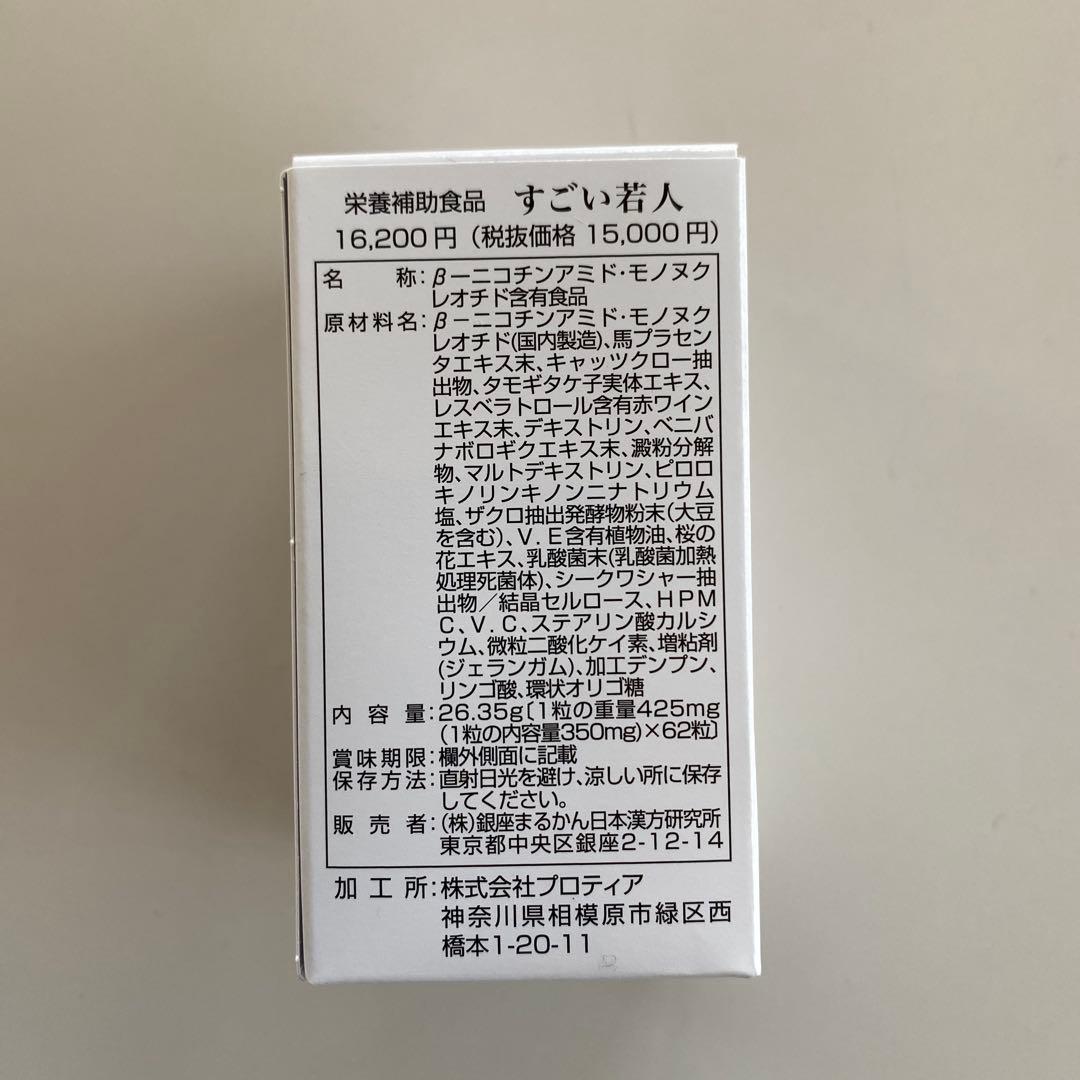 栄養補助食品 すごい若人
16,200円（税抜価格 15,000円）
名称：β－ニコチンアミド・モノヌク
レオチド含有食品
原材料名：β－ニコチンアミド・モノヌク
レオチド(国内製造)、馬プラセン
タエキス末、キャッツクロー抽
出物、タモギタケ子実体エキス、
レスベラトロール含有赤ワイン
エキス末、デキストリン、ベニバ
ナボロギクエキス末、澱粉分解
物、マルトデキストリン、ピロロ
キノリンキノン二ナトリウム
塩、ザクロ抽出発酵物粉末(大豆
を含む)、V.E含有植物油、桜の
花エキス、乳酸菌末(乳酸菌加熱
処理死菌体)、シークワシャー抽
出物／結晶セルロース、HPM
C、V.C、ステアリン酸カルシ
ウム、微粒二酸化ケイ素、増粘剤
(ジェランガム)、加工デンプン、
リンゴ酸、環状オリゴ糖
内容量：26.35g〔1粒の重量425mg
(1粒の内容量350mg)×62粒〕
賞味期限：欄外側面に記載
保存方法：直射日光を避け、涼しい所に保存
してください。
販売者：(株)銀座まるかん日本漢方研究所
東京都中央区銀座2-12-14
加工所：株式会社プロティア
神奈川県相模原市緑区西
橋本1-20-11